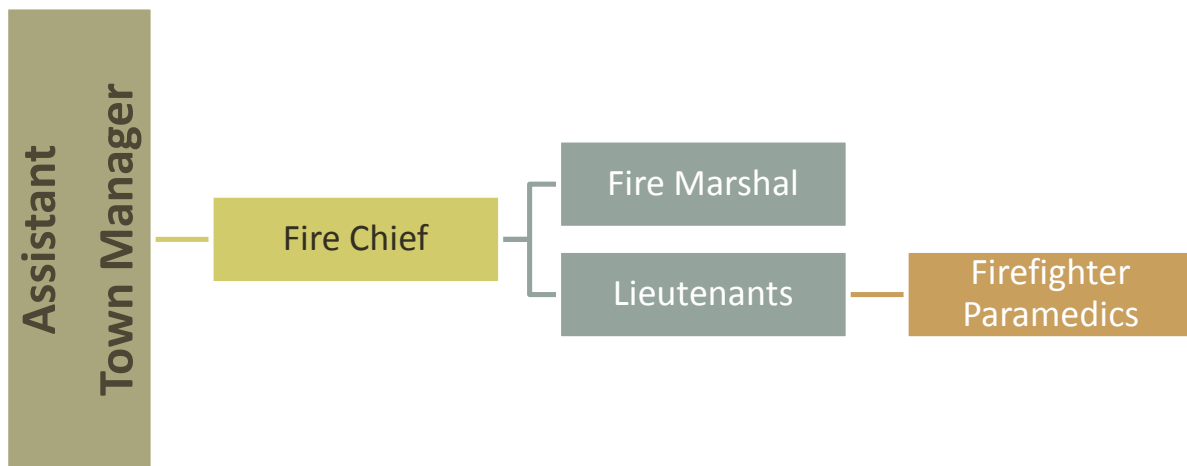 Assistant
Town Manager
Fire Chief
Fire Marshal
Lieutenants
Firefighter
Paramedics